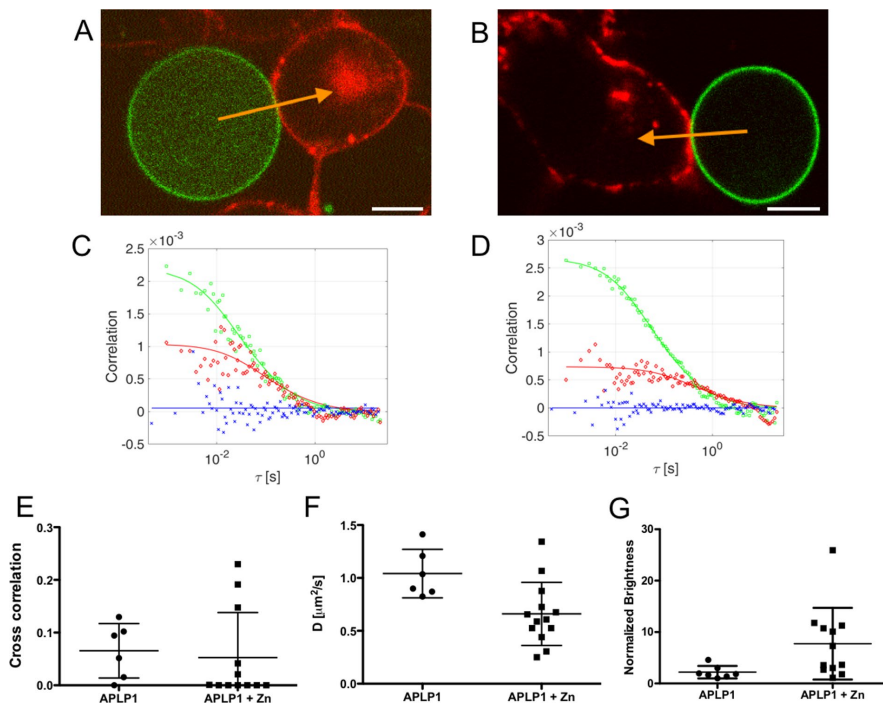 A
B
C
D
×10⁻³
2.5
2
1.5
1
0.5
0
-0.5
Correlation
10⁻²
10⁰
τ [s]
×10⁻³
3
2.5
2
1.5
1
0.5
0
-0.5
Correlation
10⁻²
10⁰
τ [s]
E
F
G
0.3
0.2
0.1
0.0
Cross correlation
APLP1
APLP1 + Zn
1.5
1.0
0.5
0.0
D [μm²/s]
APLP1
APLP1 + Zn
30
20
10
0
Normalized Brightness
APLP1
APLP1 + Zn